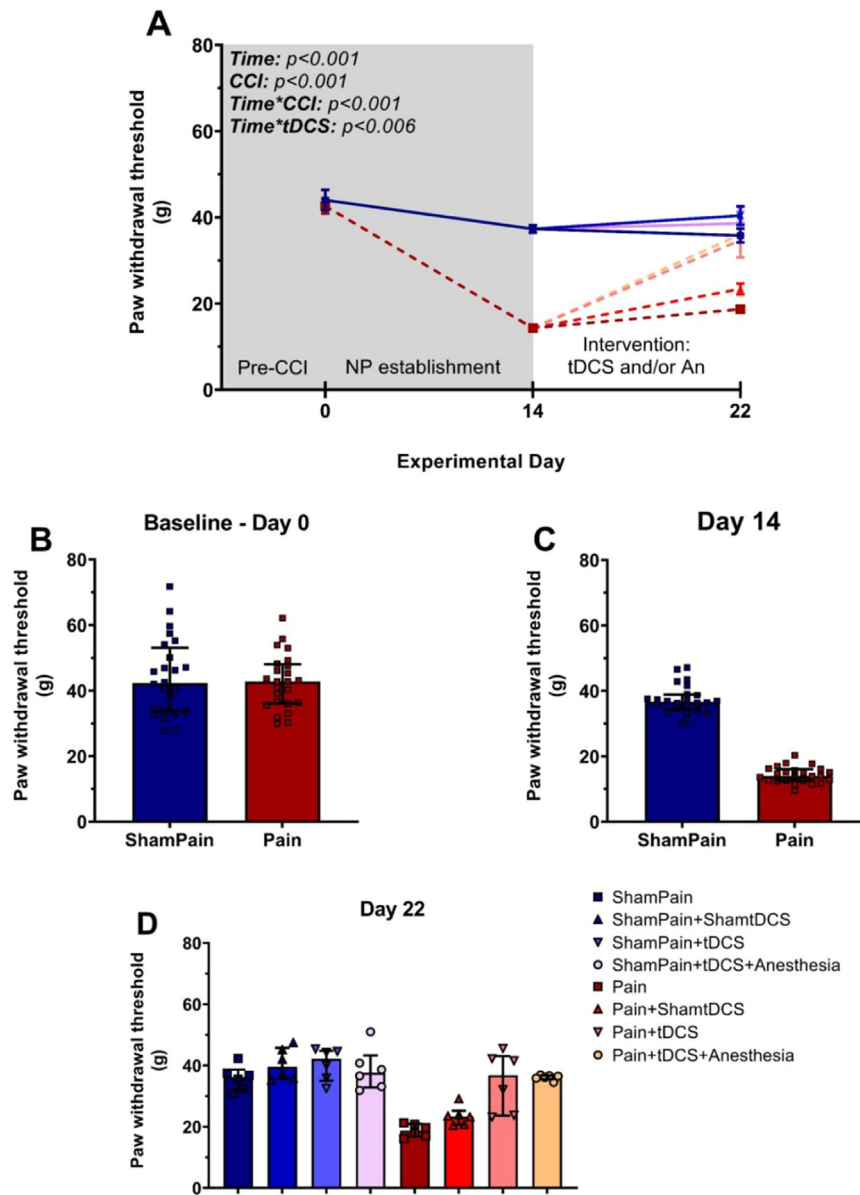 A
80
60
40
20
0
Paw withdrawal threshold
(g)
Time: p<0.001
CCI: p<0.001
Time*CCI: p<0.001
Time*tDCS: p<0.006
Pre-CCI
NP establishment
Intervention:
tDCS and/or An
0
14
22
Experimental Day
B
Baseline - Day 0
80
60
40
20
0
Paw withdrawal threshold
(g)
ShamPain
Pain
C
Day 14
80
60
40
20
0
Paw withdrawal threshold
(g)
ShamPain
Pain
D
Day 22
80
60
40
20
0
Paw withdrawal threshold
(g)
ShamPain
ShamPain+ShamtDCS
ShamPain+tDCS
ShamPain+tDCS+Anesthesia
Pain
Pain+ShamtDCS
Pain+tDCS
Pain+tDCS+Anesthesia